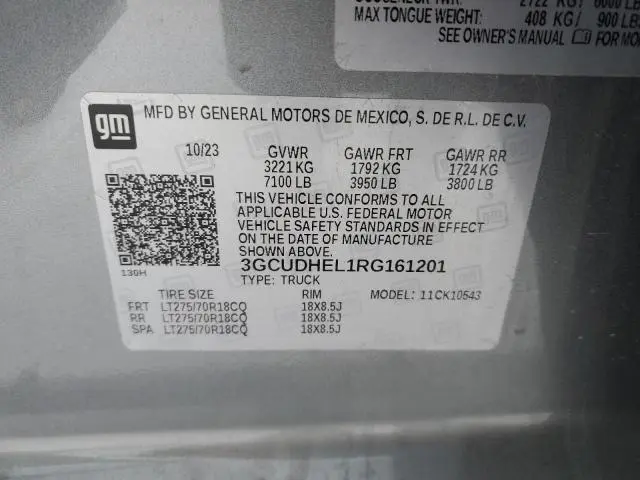 2722 KG/ 6000 LB
MAX TONGUE WEIGHT: 408 KG/ 900 LB
SEE OWNER'S MANUAL FOR MO
gm
MFD BY GENERAL MOTORS DE MEXICO, S. DE R.L. DE C.V.
10/23 GVWR GAWR FRT GAWR RR
3221 KG 1792 KG 1724 KG
7100 LB 3950 LB 3800 LB
THIS VEHICLE CONFORMS TO ALL
APPLICABLE U.S. FEDERAL MOTOR
VEHICLE SAFETY STANDARDS IN EFFECT
ON THE DATE OF MANUFACTURE
SHOWN ABOVE.
130H
3GCUDHEL1RG161201
TYPE: TRUCK
TIRE SIZE RIM MODEL: 11CK10543
FRT LT275/70R18CQ 18X8.5J
RR LT275/70R18CQ 18X8.5J
SPA LT275/70R18CQ 18X8.5J